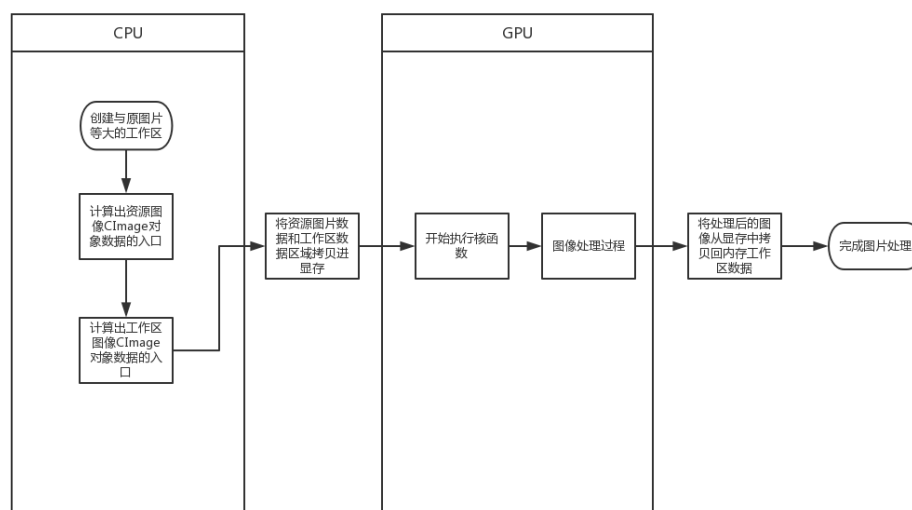 CPU
GPU
创建与原图片
等大的工作区
计算出资源图
像CImage对
象数据的入口
计算出工作区
图像CImage
对象数据的入
口
将资源图片数
据和工作区数
据区域拷贝进
显存
开始执行核函
数
图像处理过程
将处理后的图
像从显存中拷
贝回内存工作
区数据
完成图片处理